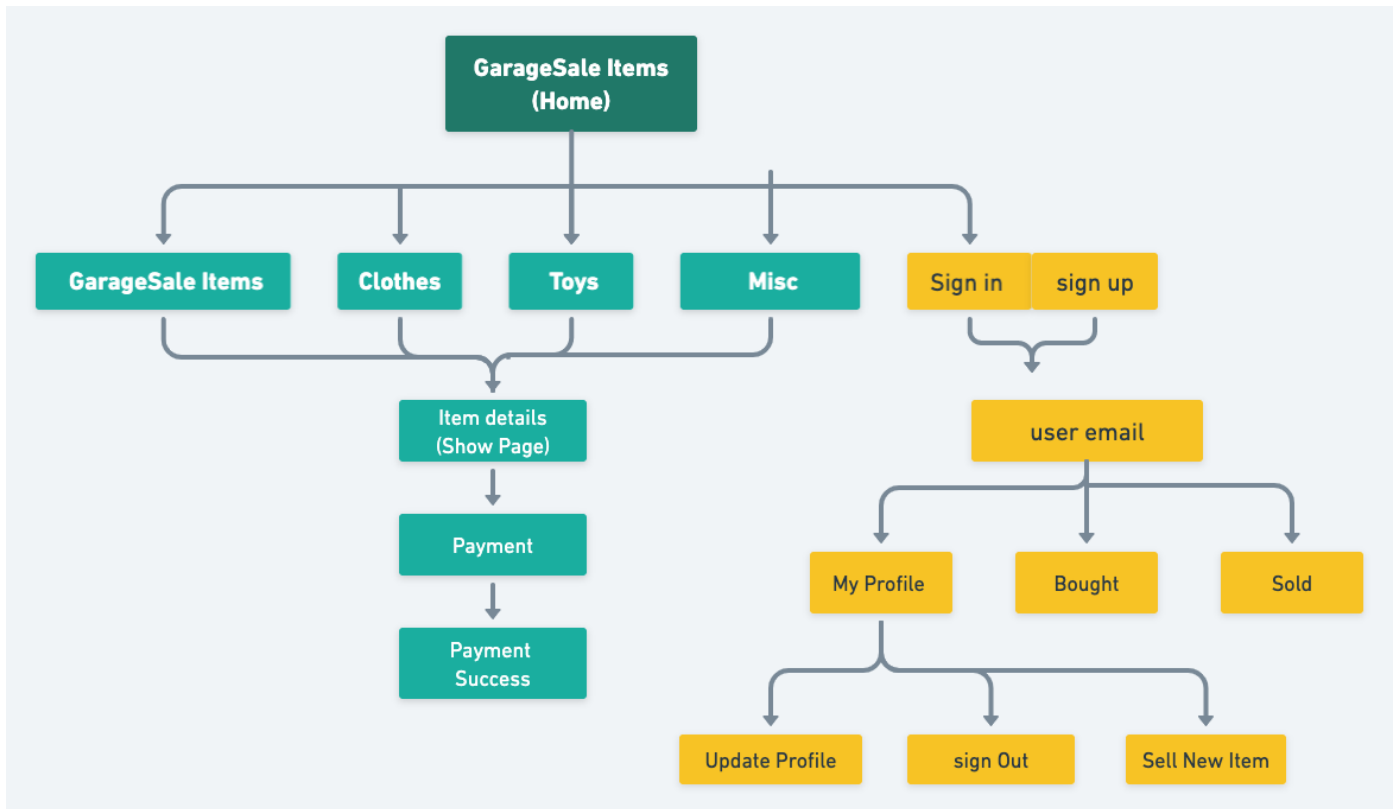 GarageSale Items
(Home)
GarageSale Items
Clothes
Toys
Misc
Sign in
sign up
Item details
(Show Page)
user email
Payment
My Profile
Bought
Sold
Payment
Success
Update Profile
sign Out
Sell New Item